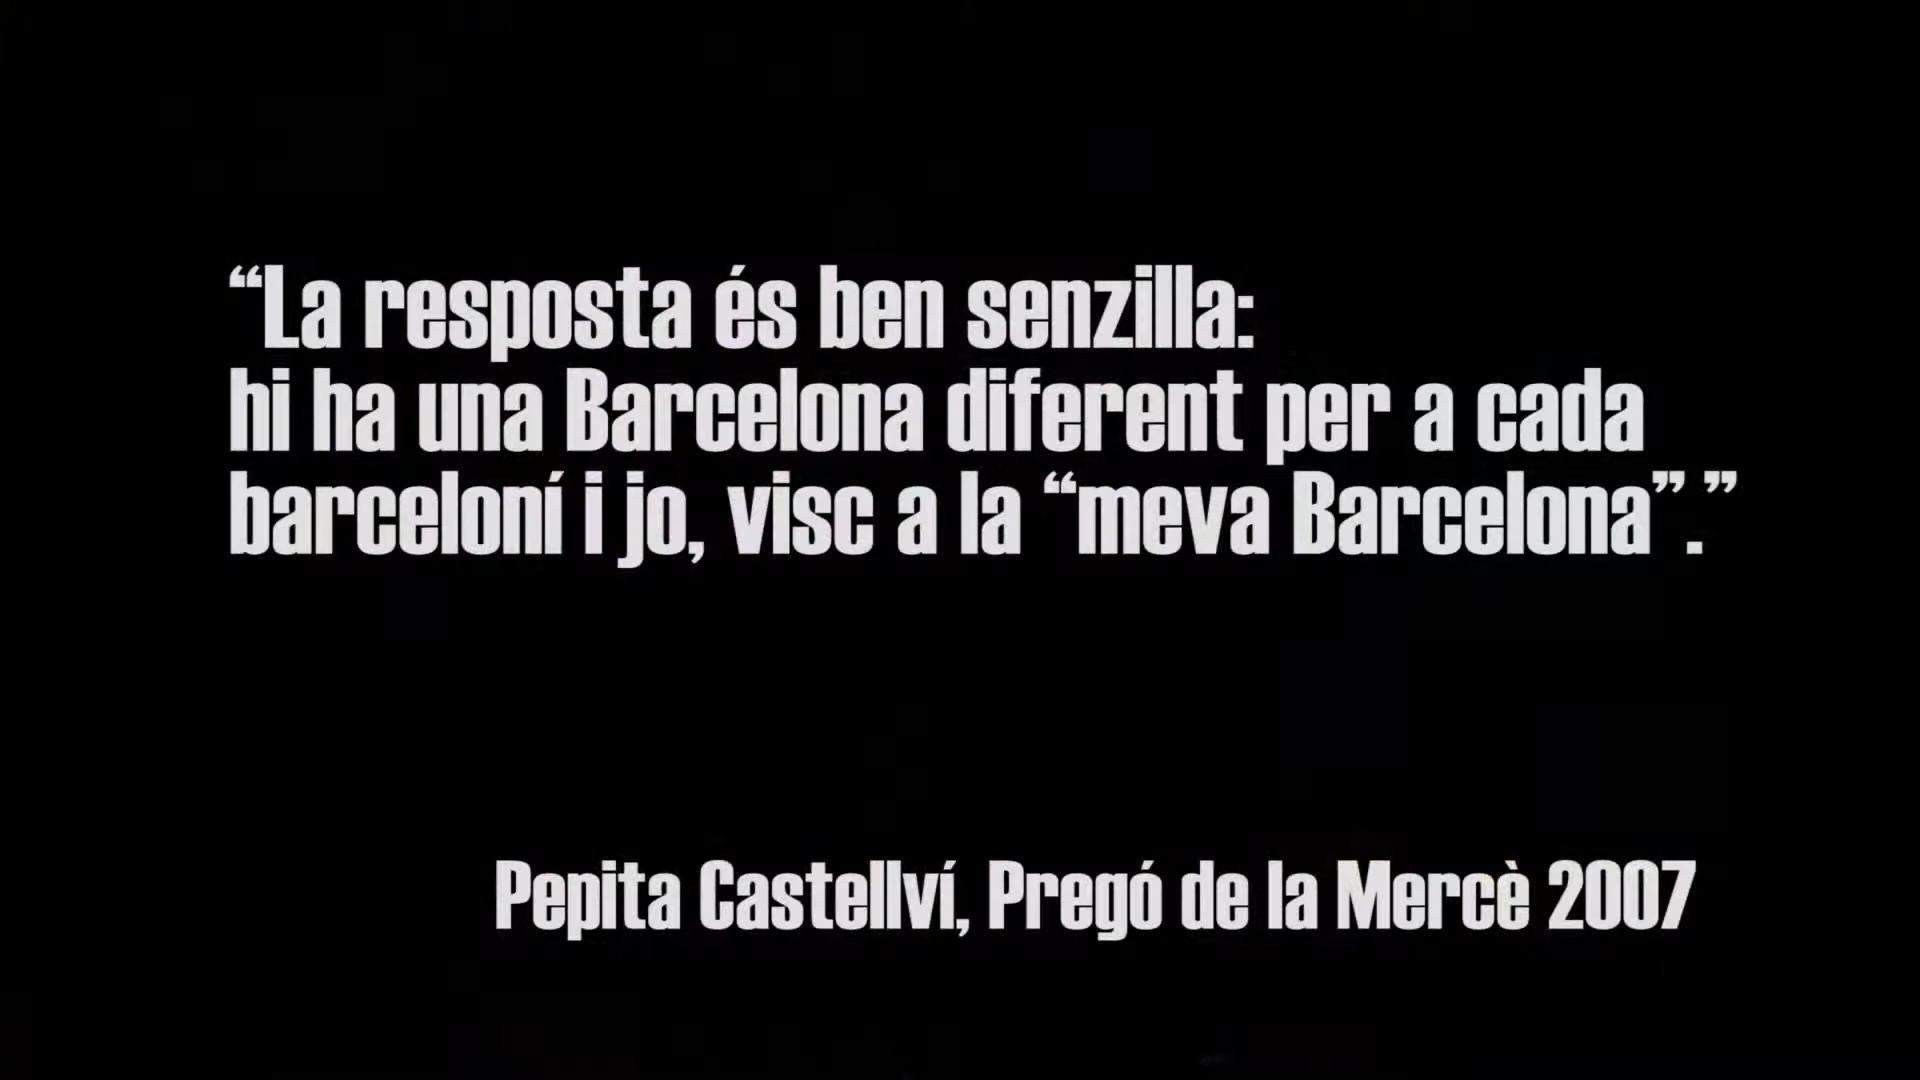 “La resposta és ben senzilla:
hi ha una Barcelona diferent per a cada
barceloní i jo, visc a la “meva Barcelona”.”
Pepita Castellví, Pregó de la Mercè 2007